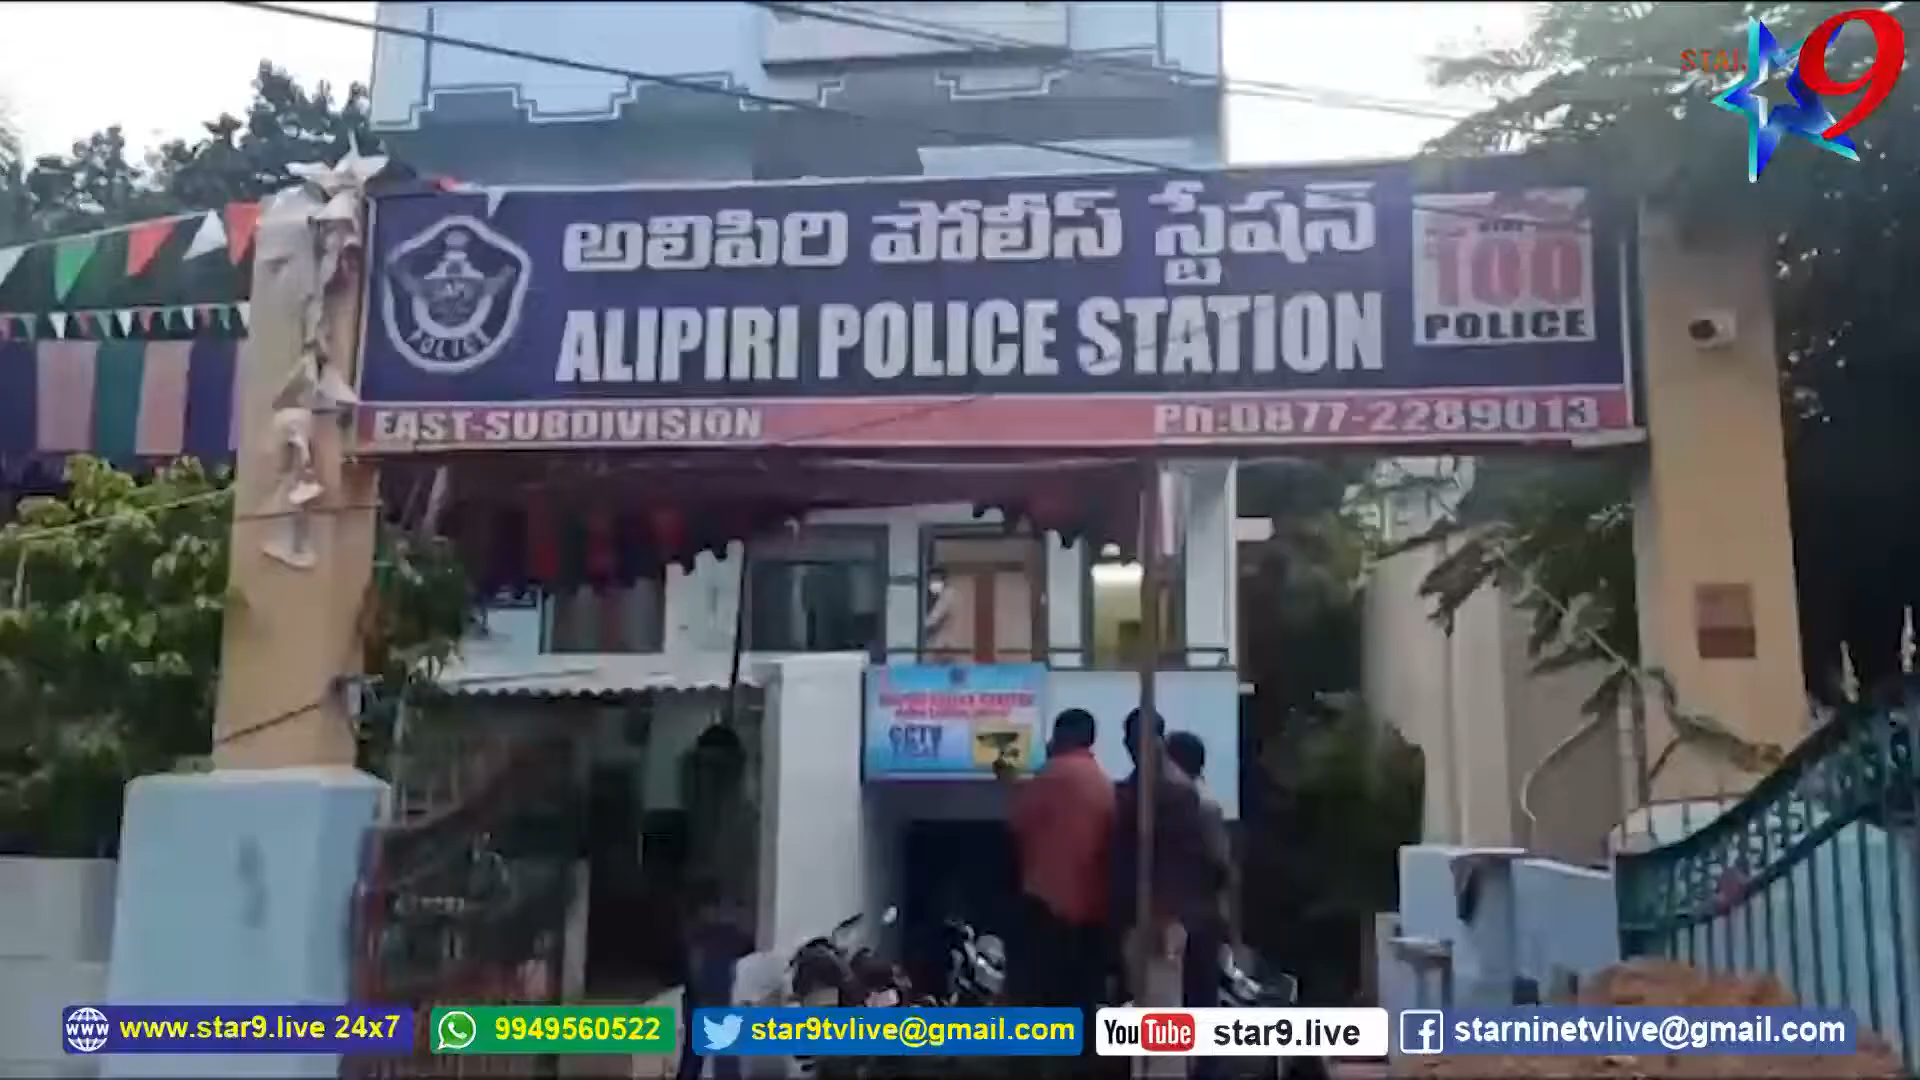 STAR 9
అలిపిరి పోలీస్ స్టేషన్
ALIPIRI POLICE STATION
POLICE
100
POLICE
EAST-SUBDIVISION
Ph:0877-2289013
CCTV
www.star9.live 24x7
9949560522
star9tvlive@gmail.com
YouTube star9.live
starninetvlive@gmail.com